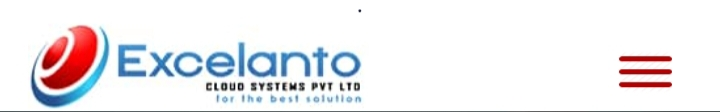 Excelanto
CLOUD SYSTEMS PVT LTD
for the best solution